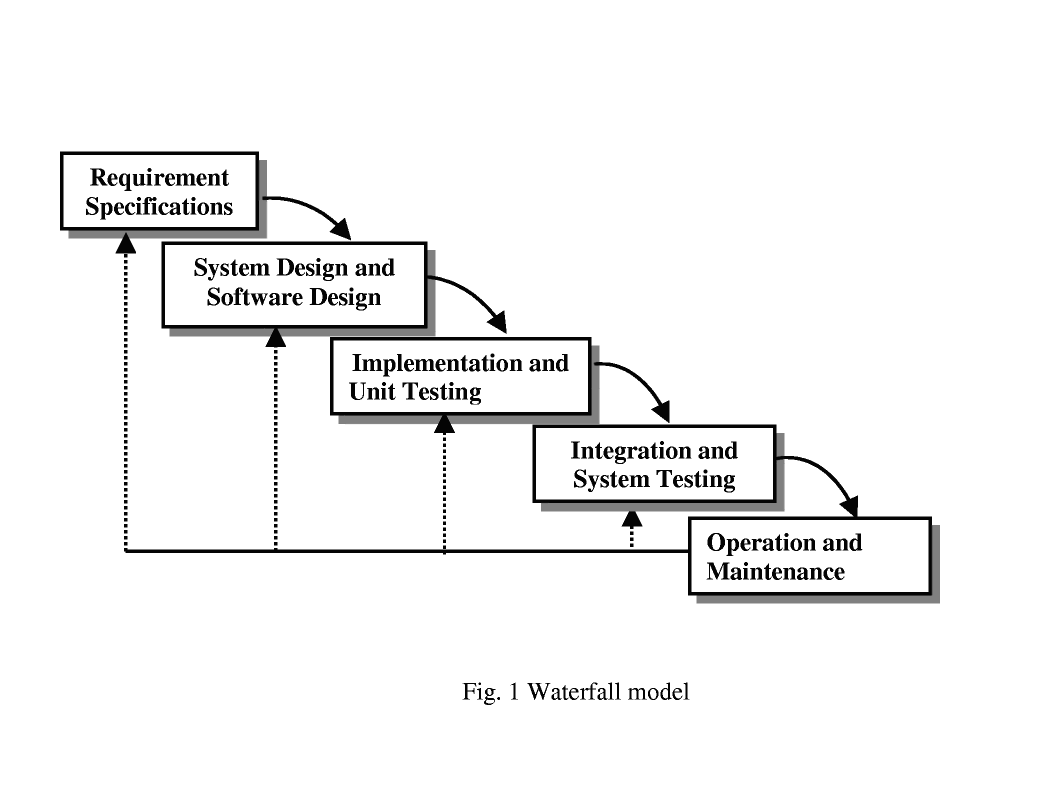 Requirement
Specifications
System Design and
Software Design
Implementation and
Unit Testing
Integration and
System Testing
Operation and
Maintenance
Fig. 1 Waterfall model